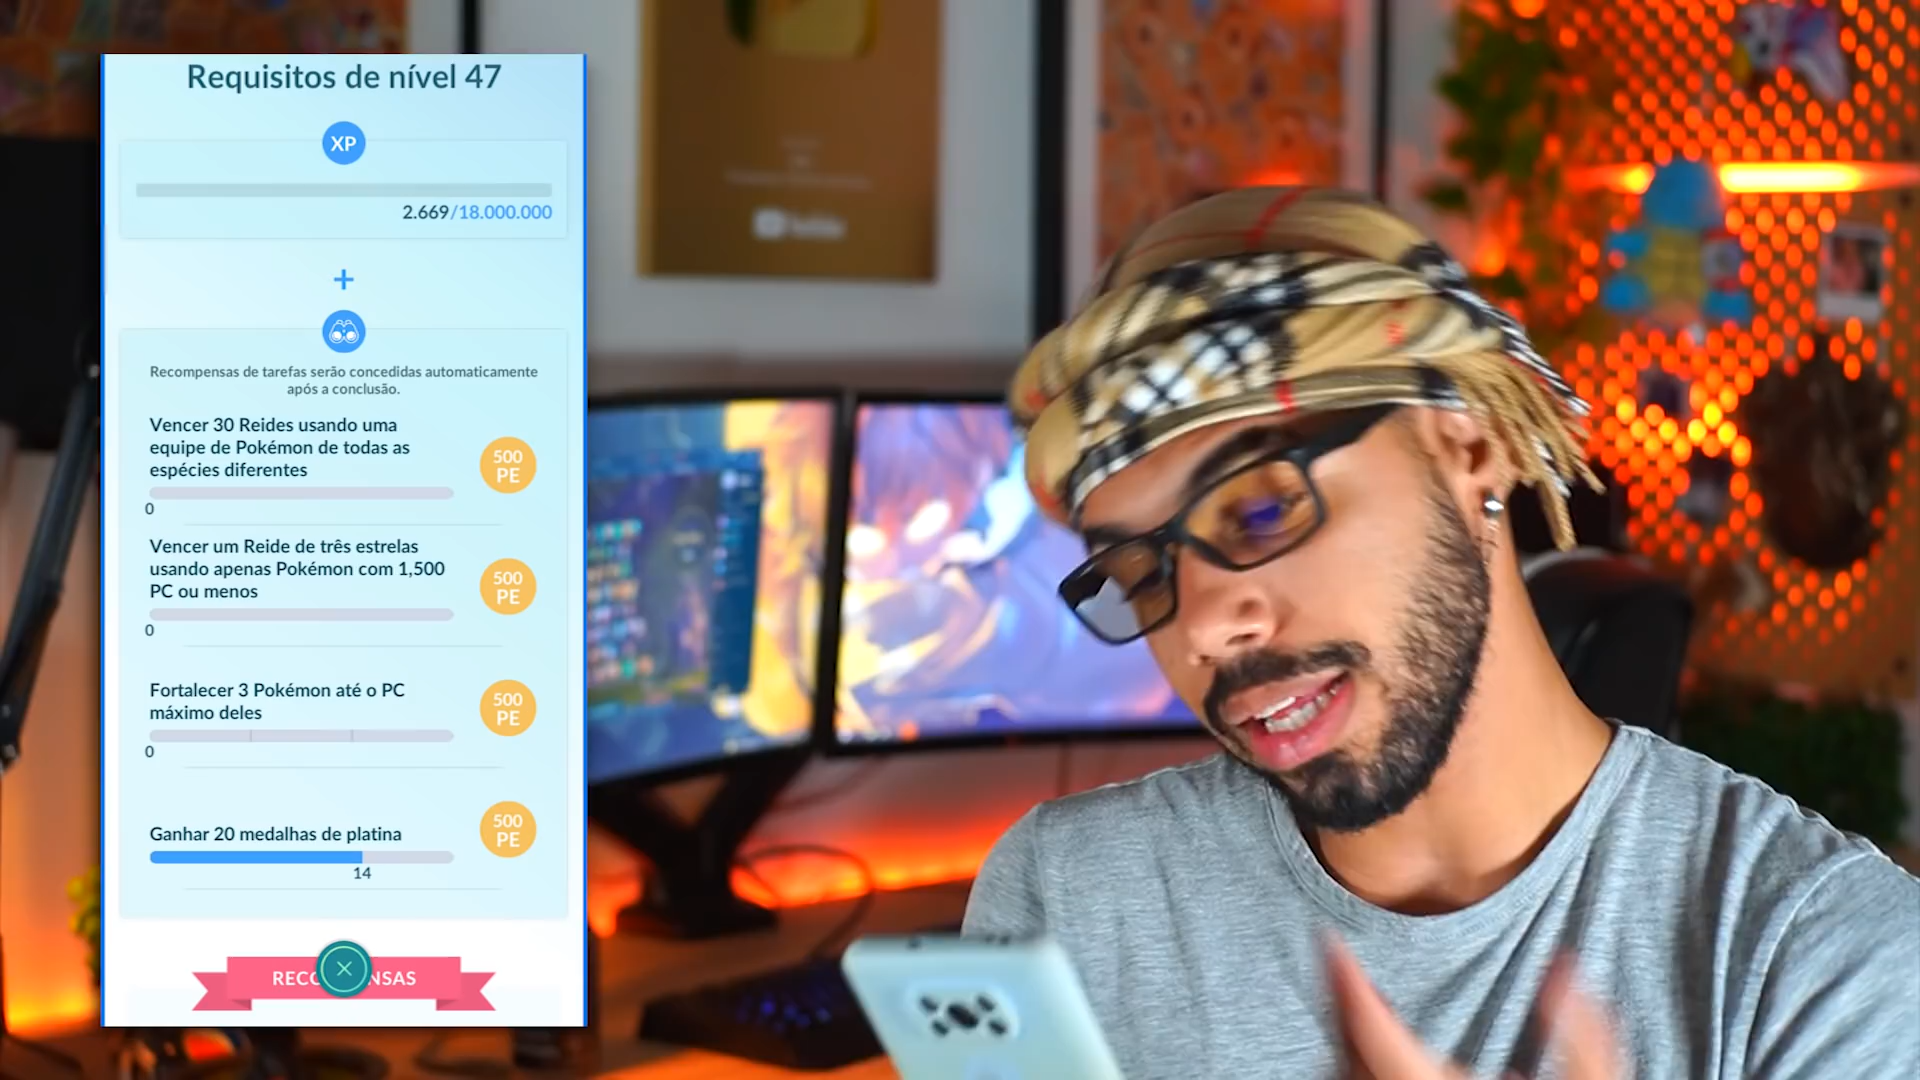 Requisitos de nível 47
XP
2.669/18.000.000
+
Recompensas de tarefas serão concedidas automaticamente
após a conclusão.
Vencer 30 Reides usando uma
equipe de Pokémon de todas as
espécies diferentes
500
PE
0
Vencer um Reide de três estrelas
usando apenas Pokémon com 1,500
PC ou menos
500
PE
0
Fortalecer 3 Pokémon até o PC
máximo deles
500
PE
0
Ganhar 20 medalhas de platina
500
PE
14